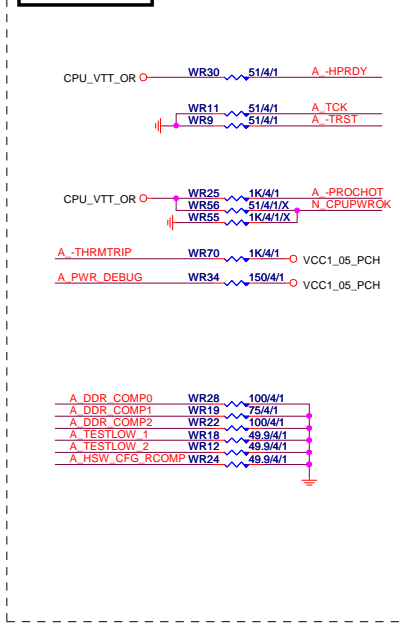 CPU_VTT_OR WR30 51/4/1 A_-HPRDY
WR11 51/4/1 A_TCK
WR9 51/4/1 A_-TRST
CPU_VTT_OR WR25 1K/4/1 A_-PROCHOT
WR56 51/4/1/X N_CPUPWROK
WR55 1K/4/1/X
A_-THRMTRIP WR70 1K/4/1 VCC1_05_PCH
A_PWR_DEBUG WR34 150/4/1 VCC1_05_PCH
A_DDR_COMP0 WR28 100/4/1
A_DDR_COMP1 WR19 75/4/1
A_DDR_COMP2 WR22 100/4/1
A_TESTLOW_1 WR18 49.9/4/1
A_TESTLOW_2 WR12 49.9/4/1
A_HSW_CFG_RCOMP WR24 49.9/4/1